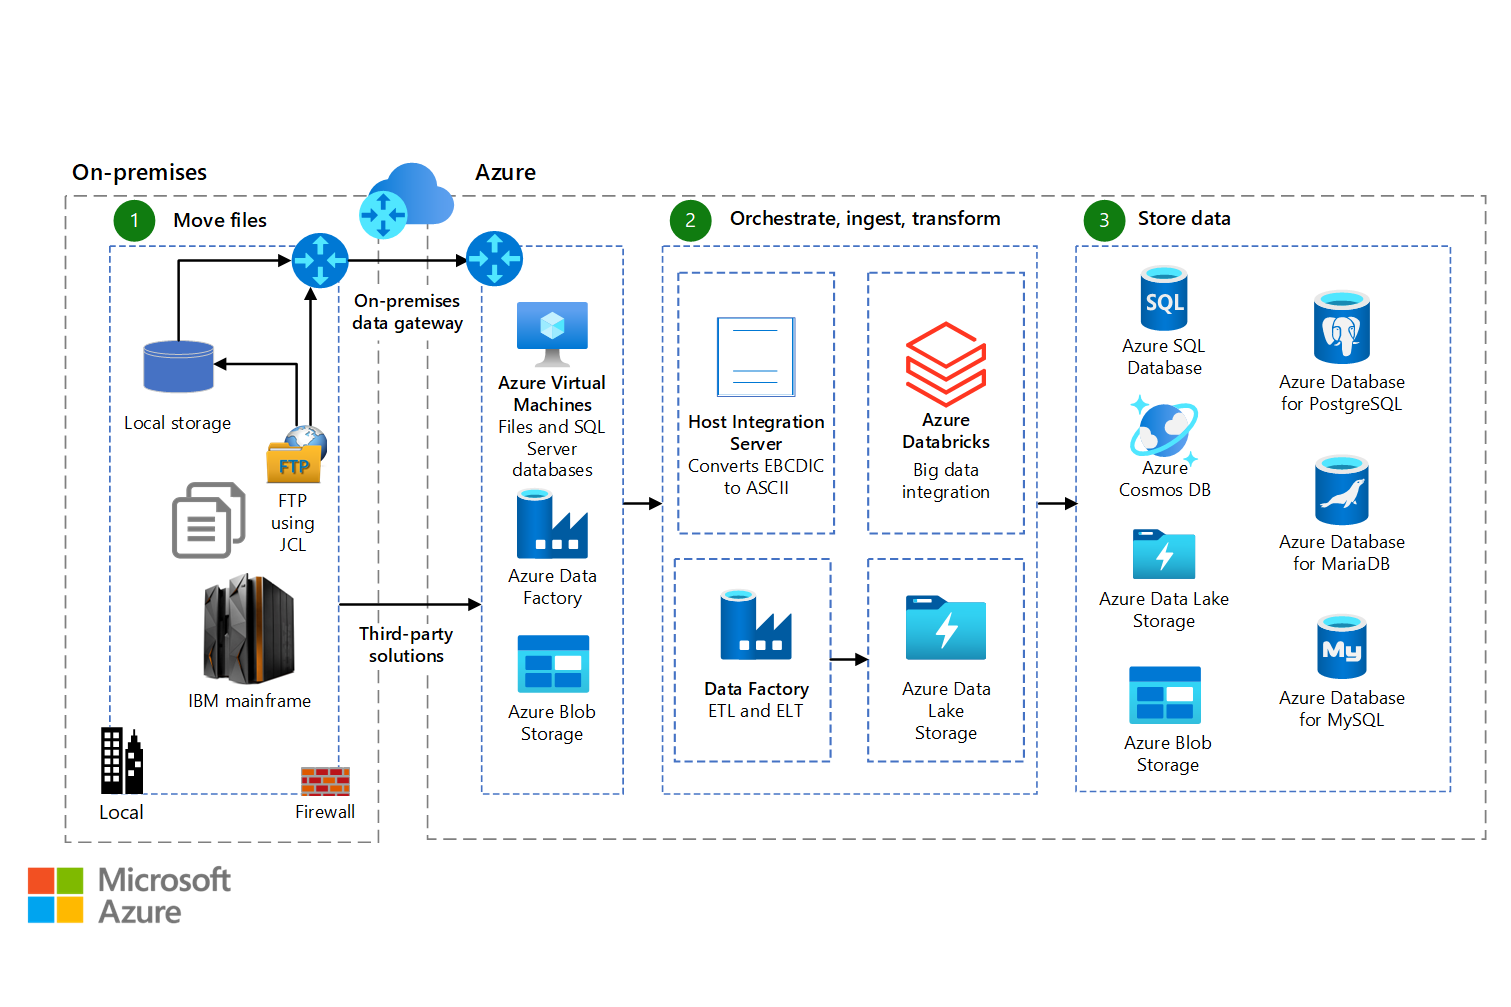 On-premises
Azure
1
Move files
2
Orchestrate, ingest, transform
3
Store data
On-premises
data gateway
Local storage
FTP
FTP
using
JCL
IBM mainframe
Local
Firewall
Third-party
solutions
Azure Virtual
Machines
Files and SQL
Server
databases
Azure Data
Factory
Azure Blob
Storage
Host Integration
Server
Converts EBCDIC
to ASCII
Azure
Databricks
Big data
integration
Data Factory
ETL and ELT
Azure Data
Lake
Storage
SQL
Azure SQL
Database
Azure
Cosmos DB
Azure Data Lake
Storage
Azure Blob
Storage
Azure Database
for PostgreSQL
Azure Database
for MariaDB
My
Azure Database
for MySQL
Microsoft
Azure